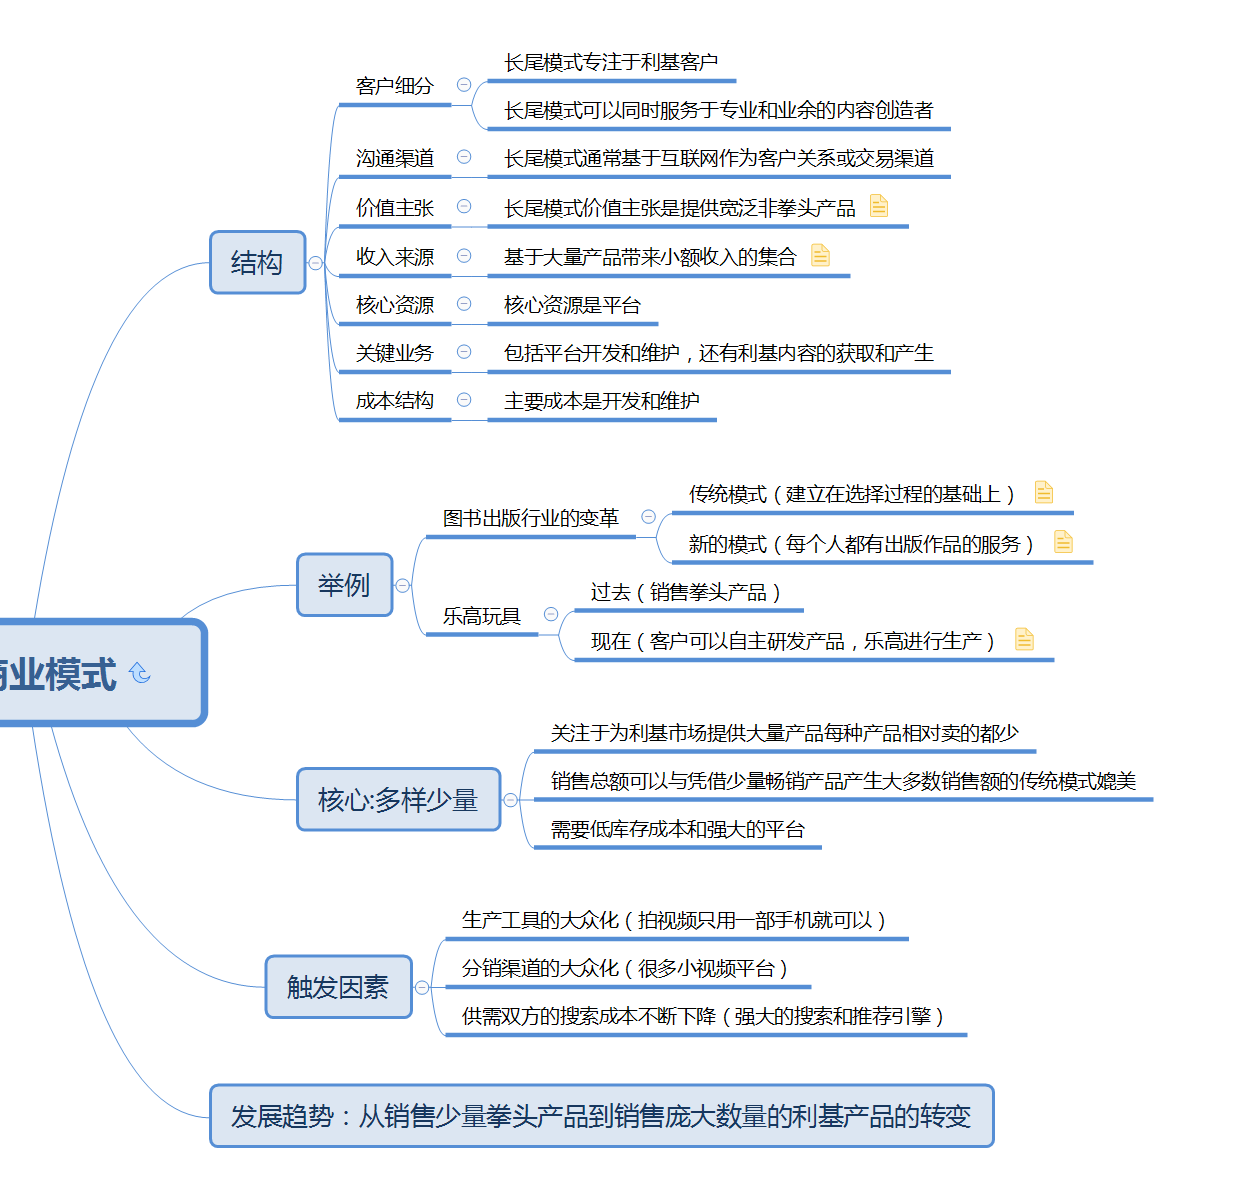 结构
客户细分
长尾模式专注于利基客户
长尾模式可以同时服务于专业和业余的内容创造者
沟通渠道
长尾模式通常基于互联网作为客户关系或交易渠道
价值主张
长尾模式价值主张是提供宽泛非拳头产品
收入来源
基于大量产品带来小额收入的集合
核心资源
核心资源是平台
关键业务
包括平台开发和维护，还有利基内容的获取和产生
成本结构
主要成本是开发和维护
举例
图书出版行业的变革
传统模式（建立在选择过程的基础上）
新的模式（每个人都有出版作品的服务）
乐高玩具
过去（销售拳头产品）
现在（客户可以自主研发产品，乐高进行生产）
商业模式
核心:多样少量
关注于为利基市场提供大量产品每种产品相对卖的都少
销售总额可以与凭借少量畅销产品产生大多数销售额的传统模式媲美
需要低库存成本和强大的平台
触发因素
生产工具的大众化（拍视频只用一部手机就可以）
分销渠道的大众化（很多小视频平台）
供需双方的搜索成本不断下降（强大的搜索和推荐引擎）
发展趋势：从销售少量拳头产品到销售庞大数量的利基产品的转变